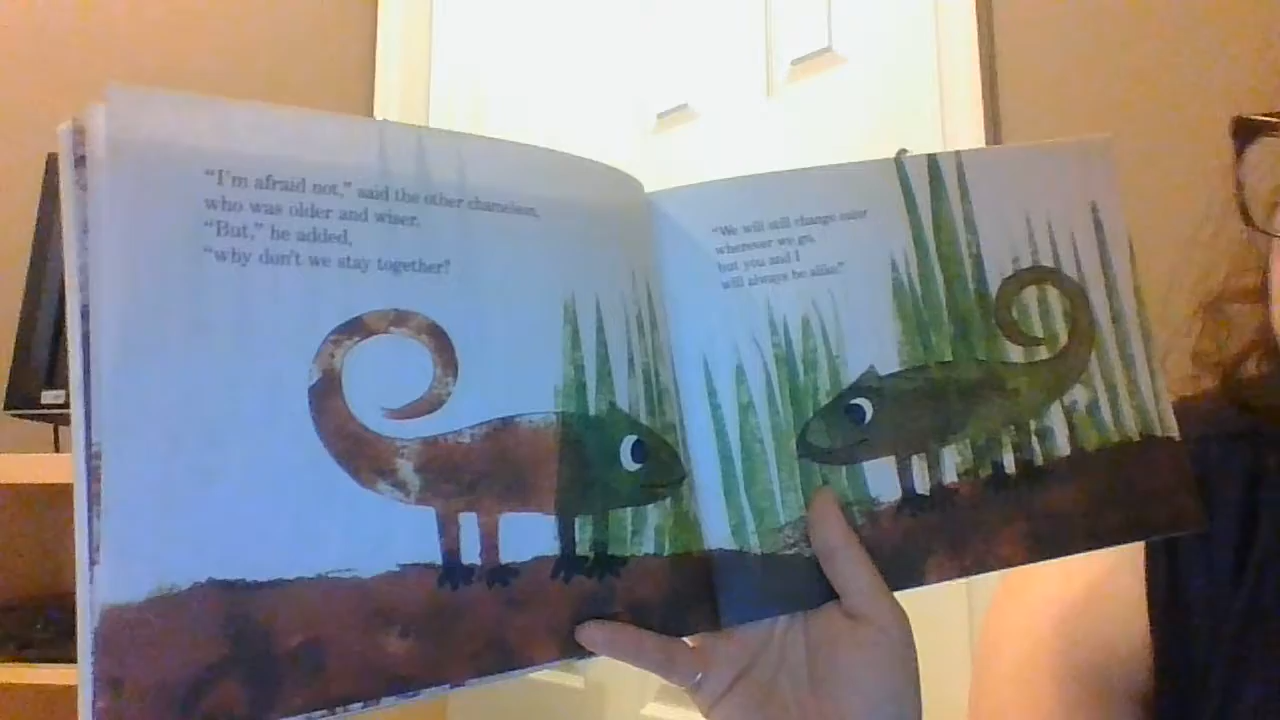 “I'm afraid not,” said the other chameleon,
who was older and wiser.
“But,” he added,
“why don't we stay together?
“We will still change color
wherever we go,
but you and I
will always be alike.”